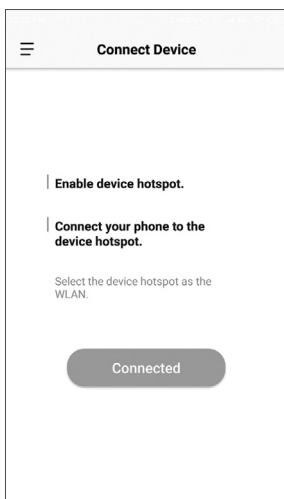 Connect Device
Enable device hotspot.
Connect your phone to the
device hotspot.
Select the device hotspot as the
WLAN.
Connected